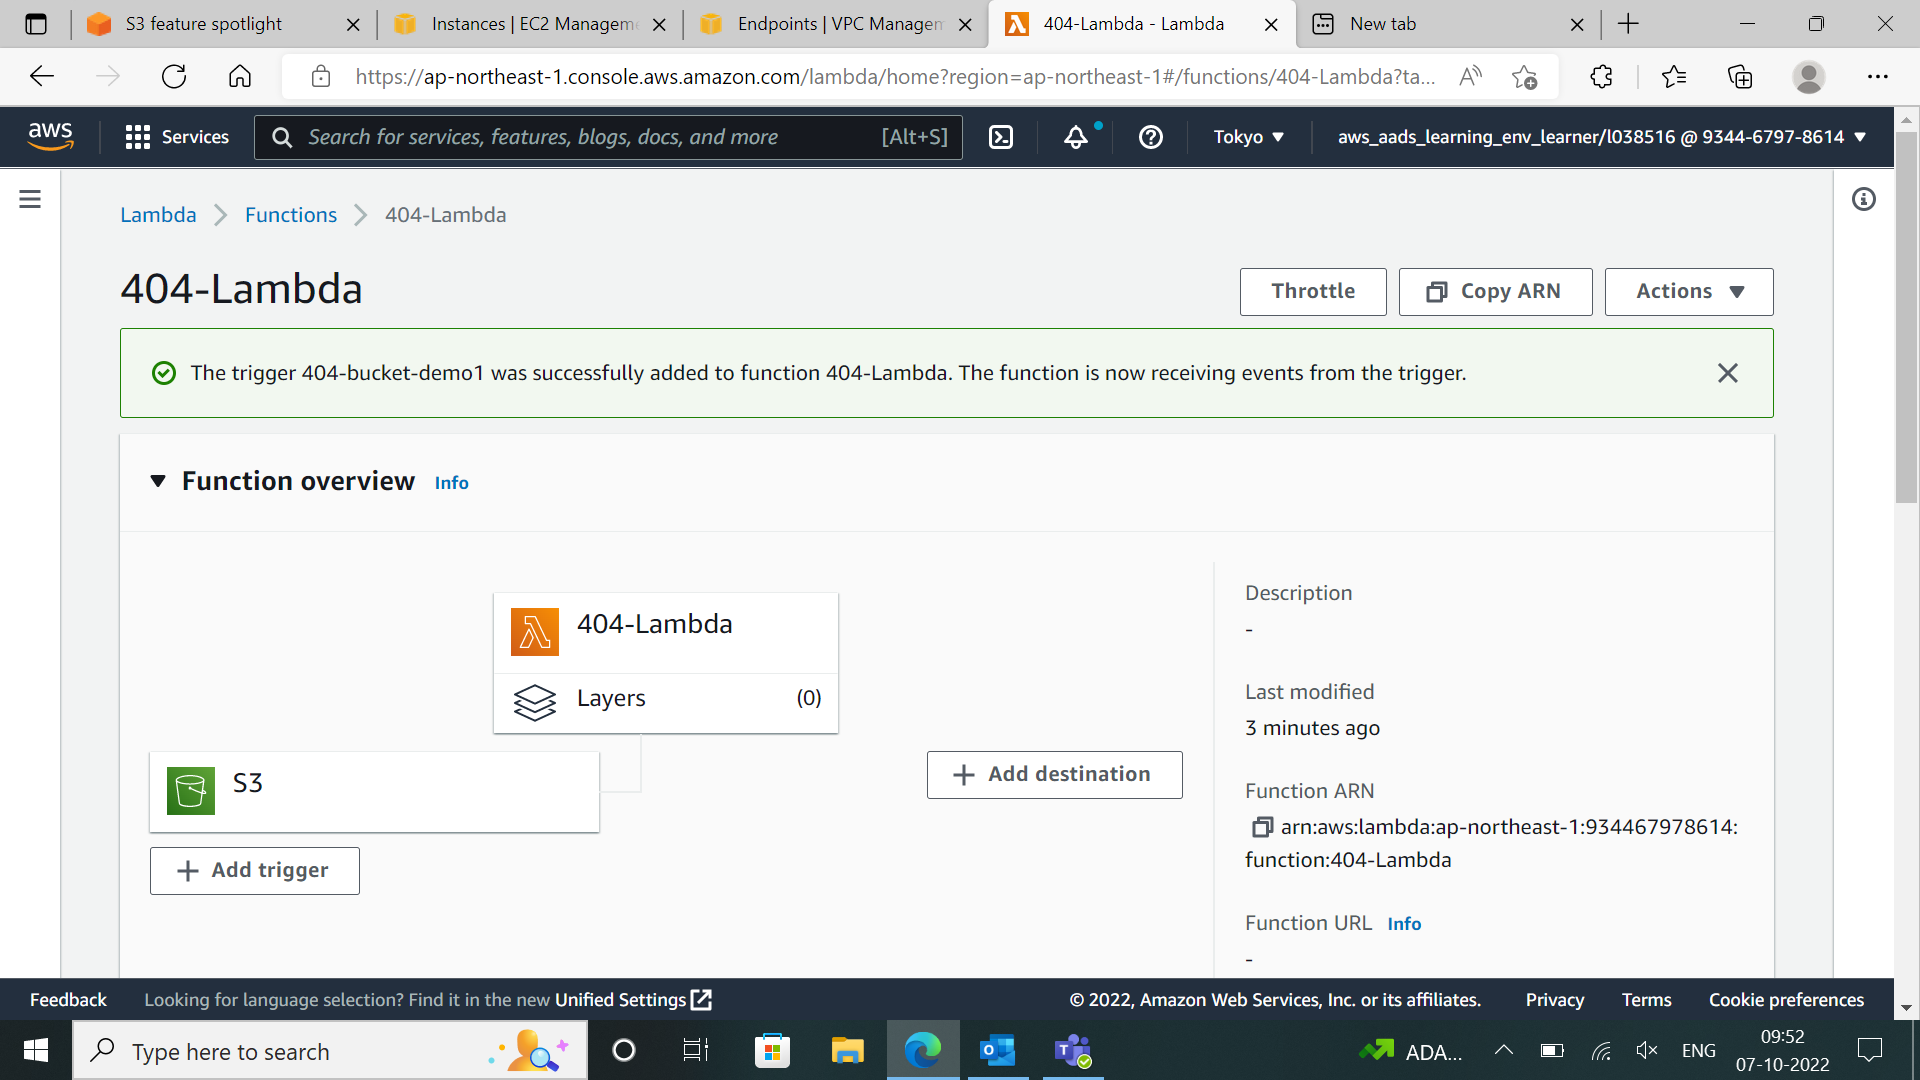 S3 feature spotlight
Instances | EC2 Manageme
Endpoints | VPC Managem
404-Lambda - Lambda
New tab
https://ap-northeast-1.console.aws.amazon.com/lambda/home?region=ap-northeast-1#/functions/404-Lambda?ta...
aws
Services
Search for services, features, blogs, docs, and more [Alt+S]
Tokyo
aws_aads_learning_env_learner/l038516 @ 9344-6797-8614
Lambda
Functions
404-Lambda
404-Lambda
Throttle
Copy ARN
Actions
The trigger 404-bucket-demo1 was successfully added to function 404-Lambda. The function is now receiving events from the trigger.
Function overview Info
404-Lambda
Layers (0)
S3
Add trigger
Add destination
Description
-
Last modified
3 minutes ago
Function ARN
arn:aws:lambda:ap-northeast-1:934467978614:
function:404-Lambda
Function URL Info
-
Feedback
Looking for language selection? Find it in the new Unified Settings
© 2022, Amazon Web Services, Inc. or its affiliates.
Privacy
Terms
Cookie preferences
Type here to search
ADA...
ENG
09:52
07-10-2022